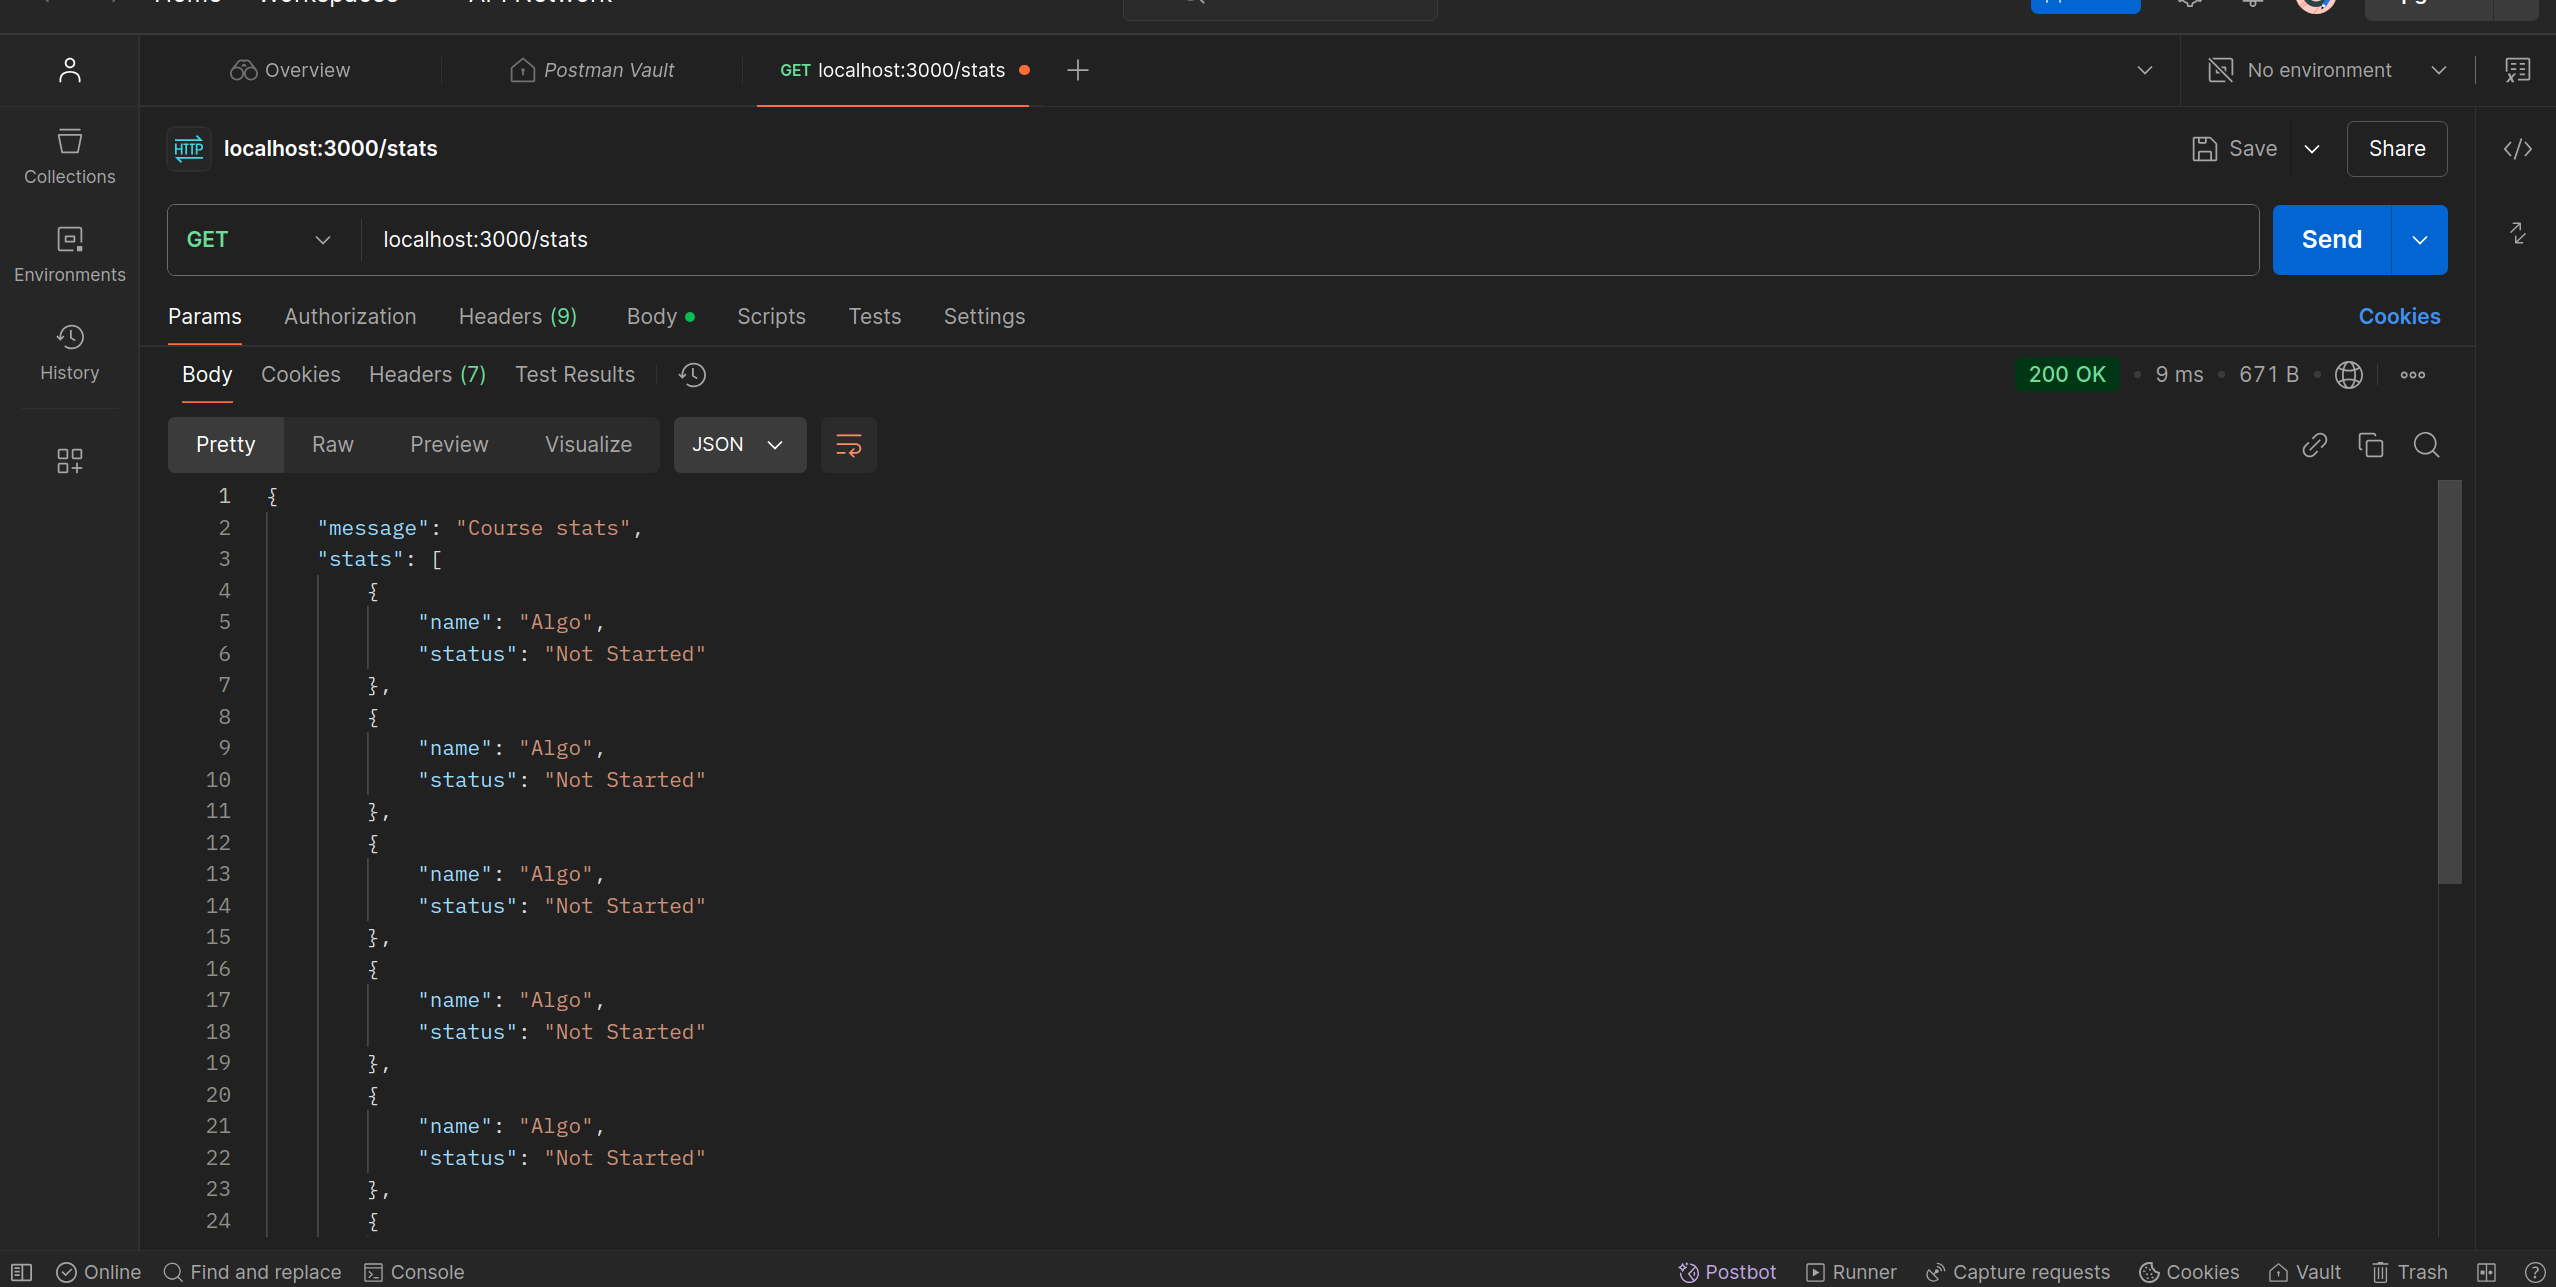 Home Workspaces API Network
Overview
Postman Vault
GET localhost:3000/stats
No environment
HTTP
localhost:3000/stats
Save
Share
Collections
GET
localhost:3000/stats
Send
Environments
Params
Authorization
Headers (9)
Body
Scripts
Tests
Settings
Cookies
History
Body
Cookies
Headers (7)
Test Results
200 OK
9 ms
671 B
Pretty
Raw
Preview
Visualize
JSON
1 {
2 "message": "Course stats",
3 "stats": [
4 {
5 "name": "Algo",
6 "status": "Not Started"
7 },
8 {
9 "name": "Algo",
10 "status": "Not Started"
11 },
12 {
13 "name": "Algo",
14 "status": "Not Started"
15 },
16 {
17 "name": "Algo",
18 "status": "Not Started"
19 },
20 {
21 "name": "Algo",
22 "status": "Not Started"
23 },
24 {
Online
Find and replace
Console
Postbot
Runner
Capture requests
Cookies
Vault
Trash